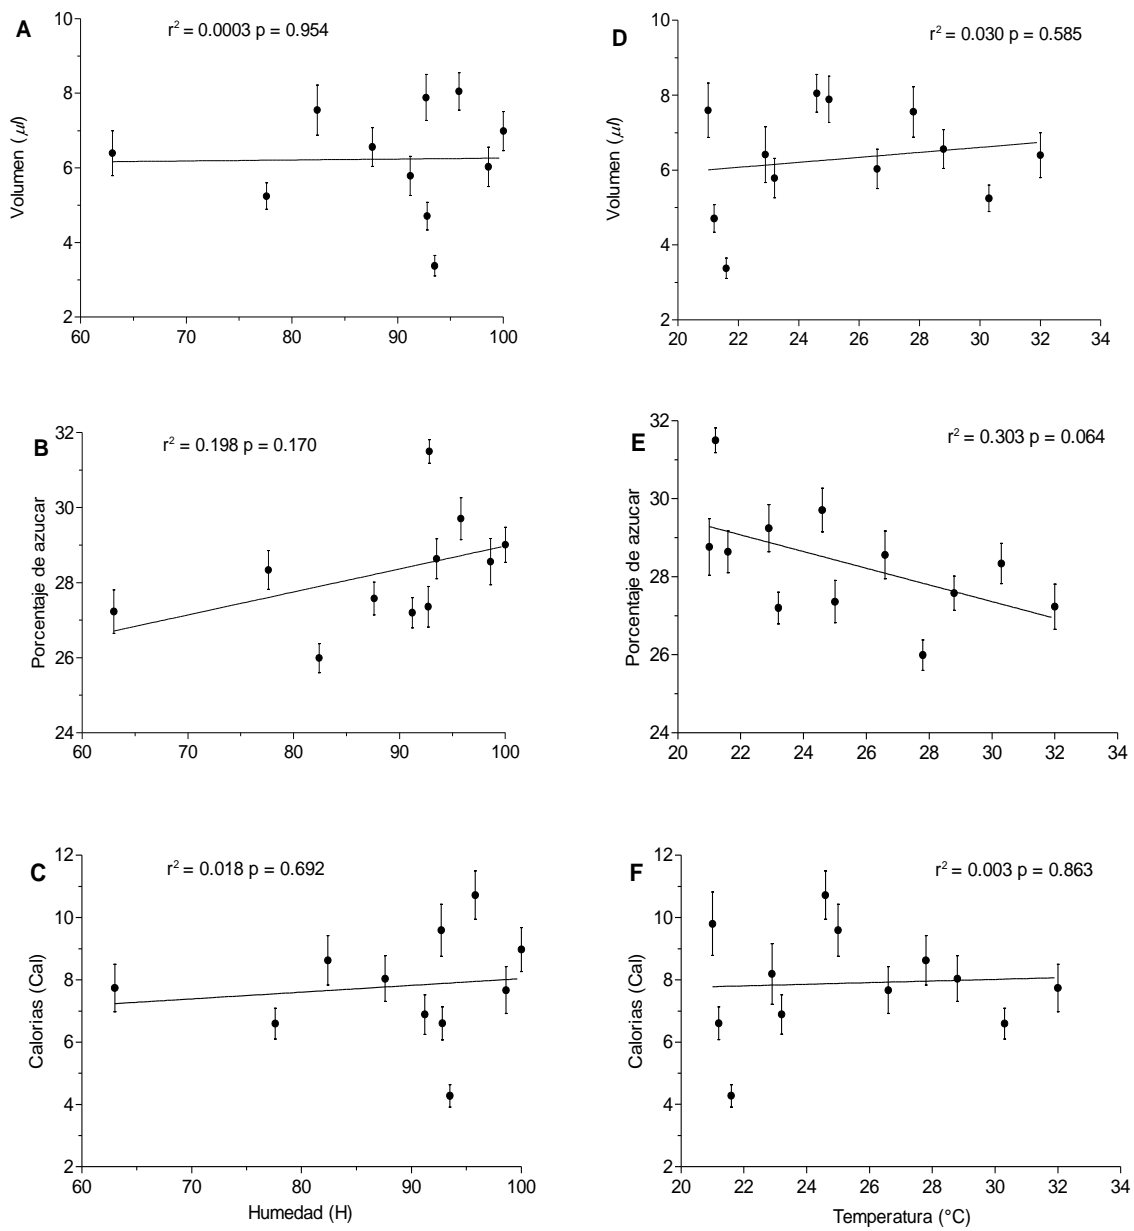 A
r² = 0.0003 p = 0.954
10
8
6
4
2
Volumen (µl)
60 70 80 90 100
D
r² = 0.030 p = 0.585
10
8
6
4
2
Volumen (µl)
20 22 24 26 28 30 32 34
B
r² = 0.198 p = 0.170
32
30
28
26
24
Porcentaje de azucar
60 70 80 90 100
E
r² = 0.303 p = 0.064
32
30
28
26
24
Porcentaje de azucar
20 22 24 26 28 30 32 34
C
r² = 0.018 p = 0.692
12
10
8
6
4
2
Calorias (Cal)
60 70 80 90 100
Humedad (H)
F
r² = 0.003 p = 0.863
12
10
8
6
4
2
Calorias (Cal)
20 22 24 26 28 30 32 34
Temperatura (°C)